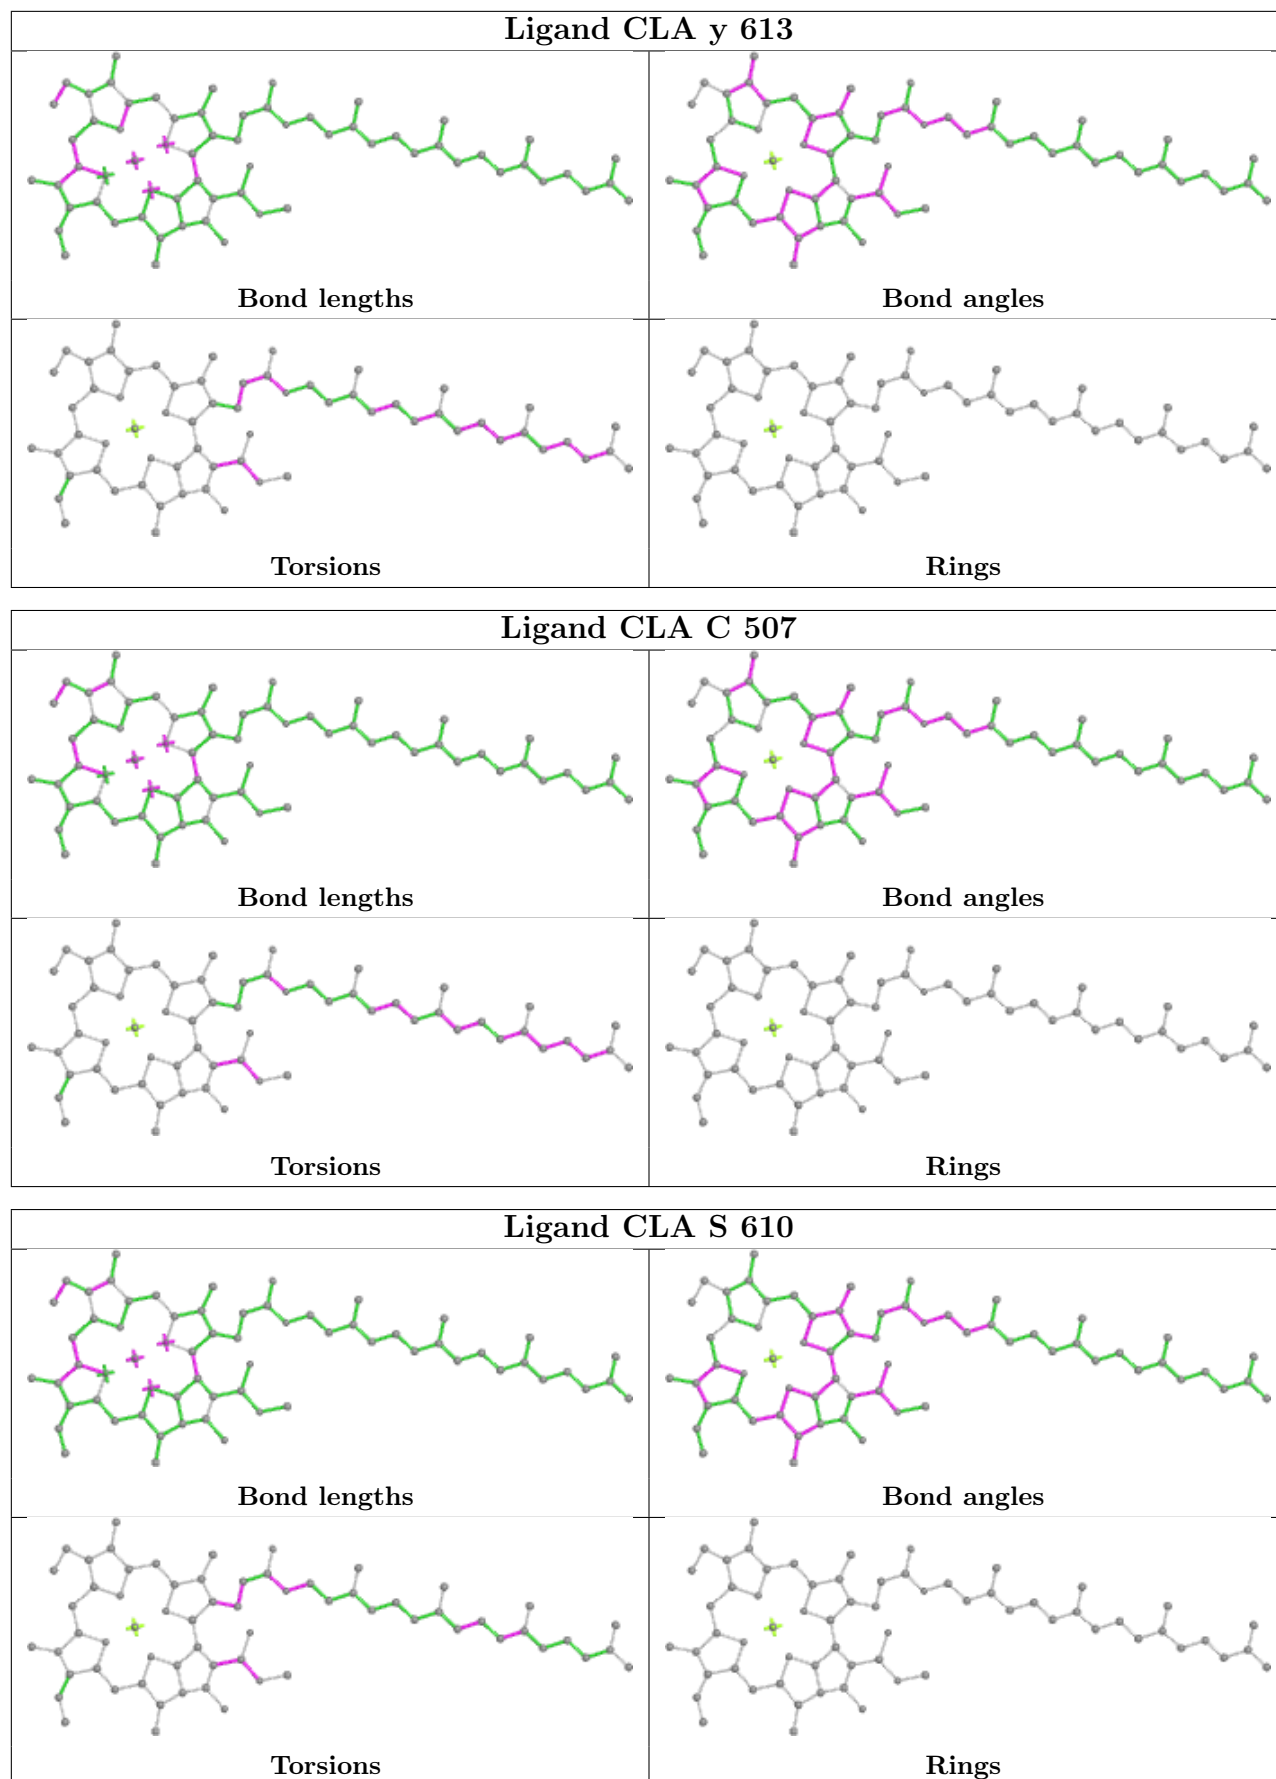 Ligand CLA y 613
Bond lengths
Bond angles
Torsions
Rings
Ligand CLA C 507
Bond lengths
Bond angles
Torsions
Rings
Ligand CLA S 610
Bond lengths
Bond angles
Torsions
Rings